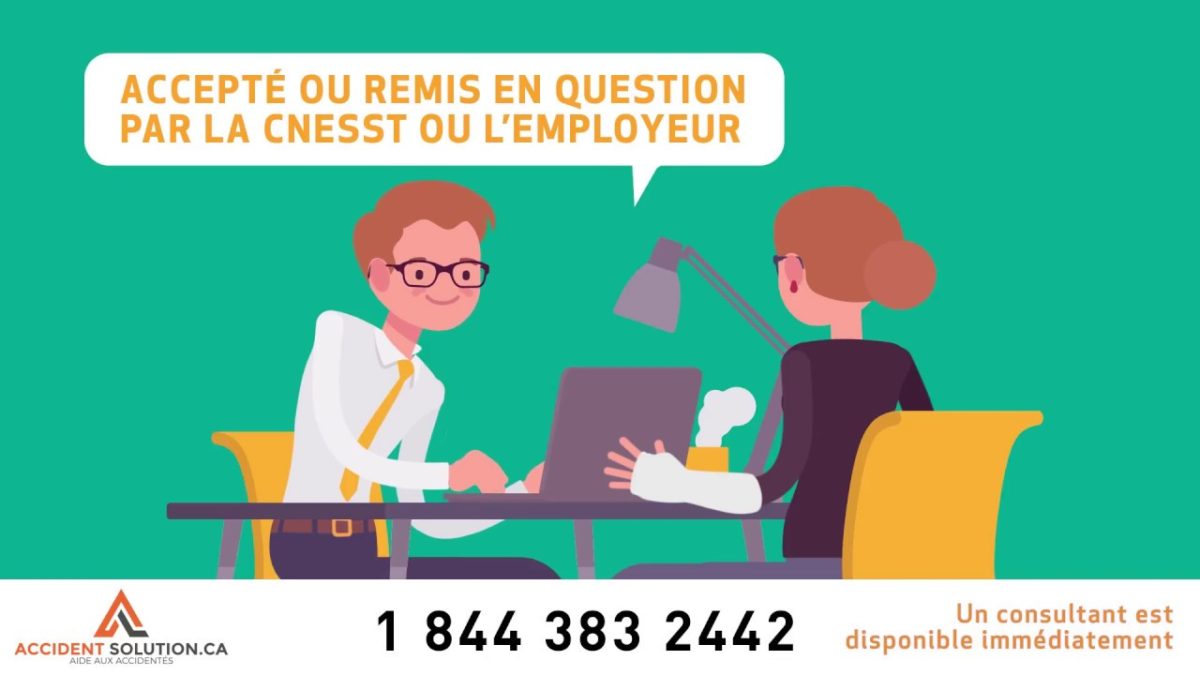 ACCEPTÉ OU REMIS EN QUESTION
PAR LA CNESST OU L'EMPLOYEUR
ACCIDENT SOLUTION.CA
AIDE AUX ACCIDENTÉS
1 844 383 2442
Un consultant est
disponible immédiatement